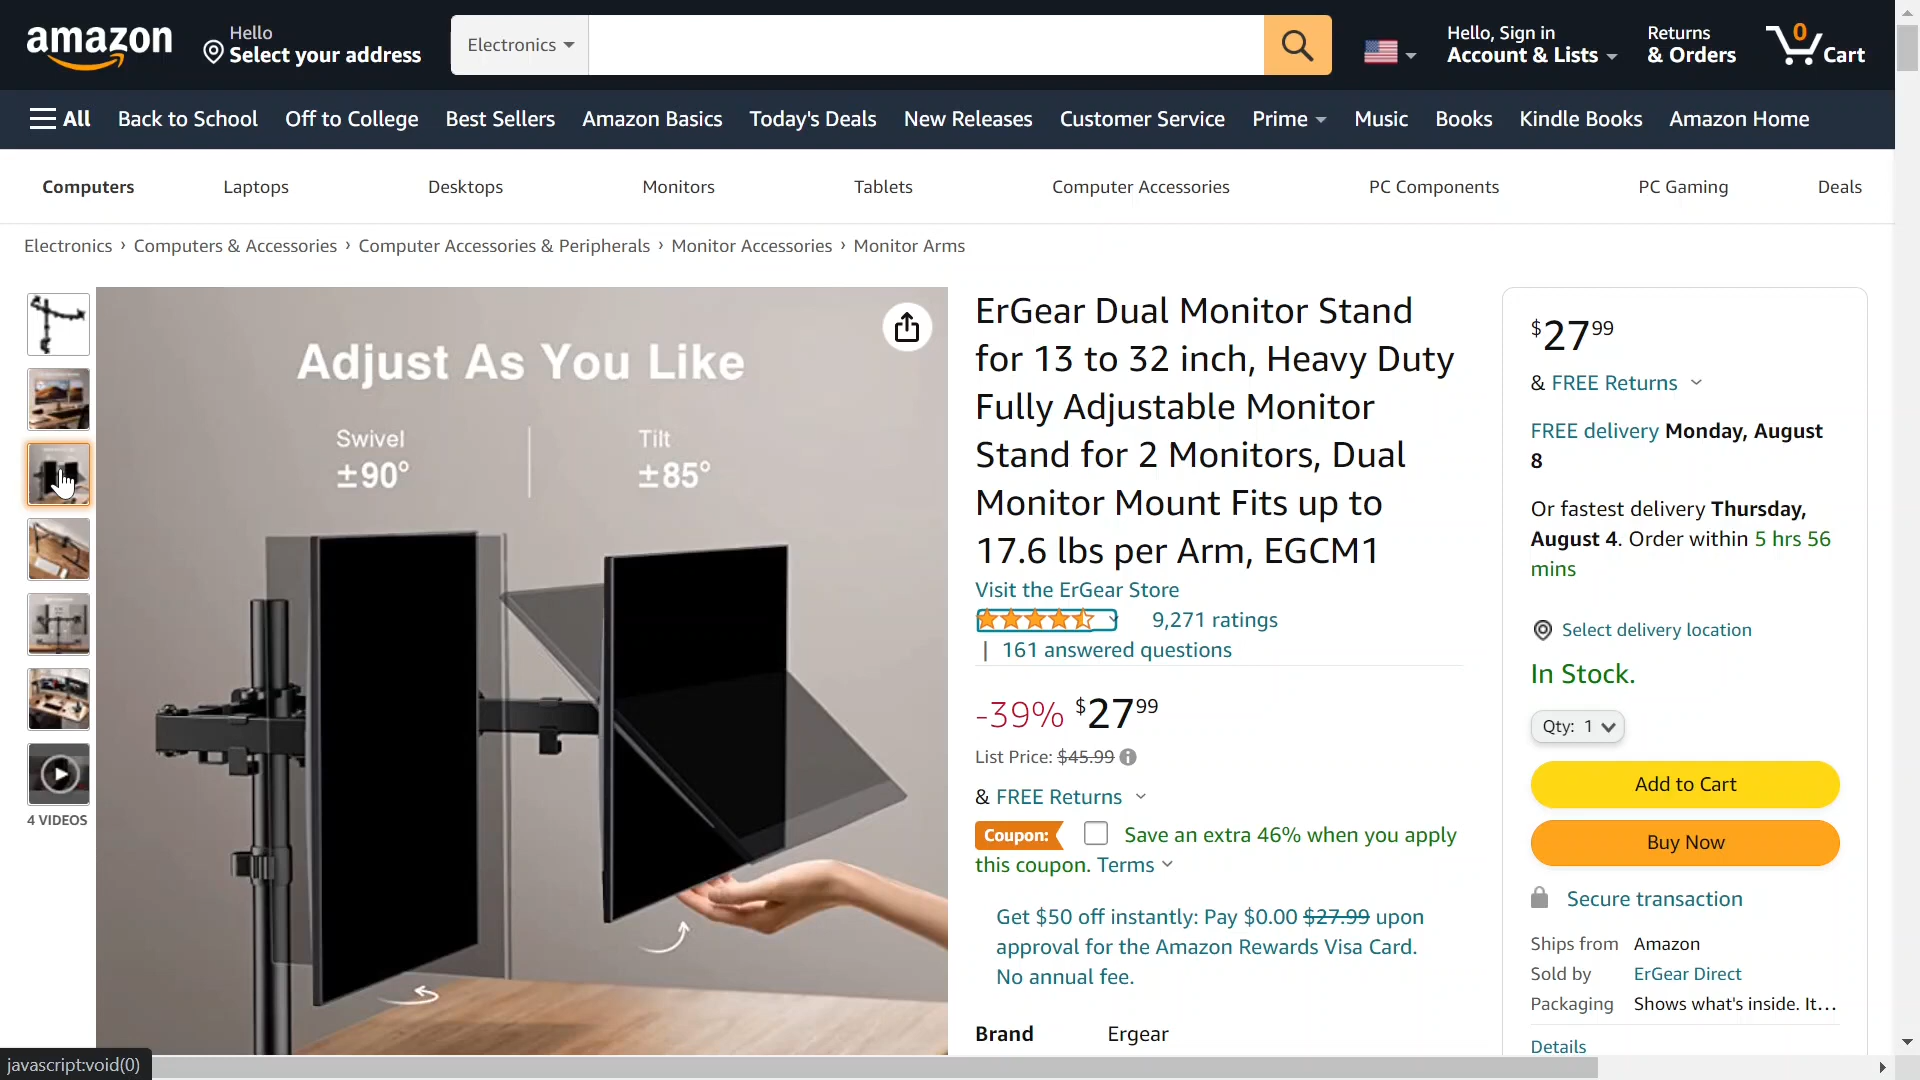 amazon
Hello
Select your address
Electronics
Hello, Sign in
Account & Lists
Returns
& Orders
0
Cart
All
Back to School
Off to College
Best Sellers
Amazon Basics
Today's Deals
New Releases
Customer Service
Prime
Music
Books
Kindle Books
Amazon Home
Computers
Laptops
Desktops
Monitors
Tablets
Computer Accessories
PC Components
PC Gaming
Deals
Electronics › Computers & Accessories › Computer Accessories & Peripherals › Monitor Accessories › Monitor Arms
4 VIDEOS
Adjust As You Like
Swivel
±90°
Tilt
±85°
ErGear Dual Monitor Stand
for 13 to 32 inch, Heavy Duty
Fully Adjustable Monitor
Stand for 2 Monitors, Dual
Monitor Mount Fits up to
17.6 lbs per Arm, EGCM1
Visit the ErGear Store
9,271 ratings
| 161 answered questions
-39% $27 99
List Price: $45.99
& FREE Returns
Coupon: Save an extra 46% when you apply
this coupon. Terms
Get $50 off instantly: Pay $0.00 $27.99 upon
approval for the Amazon Rewards Visa Card.
No annual fee.
Brand Ergear
$27 99
& FREE Returns
FREE delivery Monday, August
8
Or fastest delivery Thursday,
August 4. Order within 5 hrs 56
mins
Select delivery location
In Stock.
Qty: 1
Add to Cart
Buy Now
Secure transaction
Ships from Amazon
Sold by ErGear Direct
Packaging Shows what's inside. It...
Details
javascript:void(0)